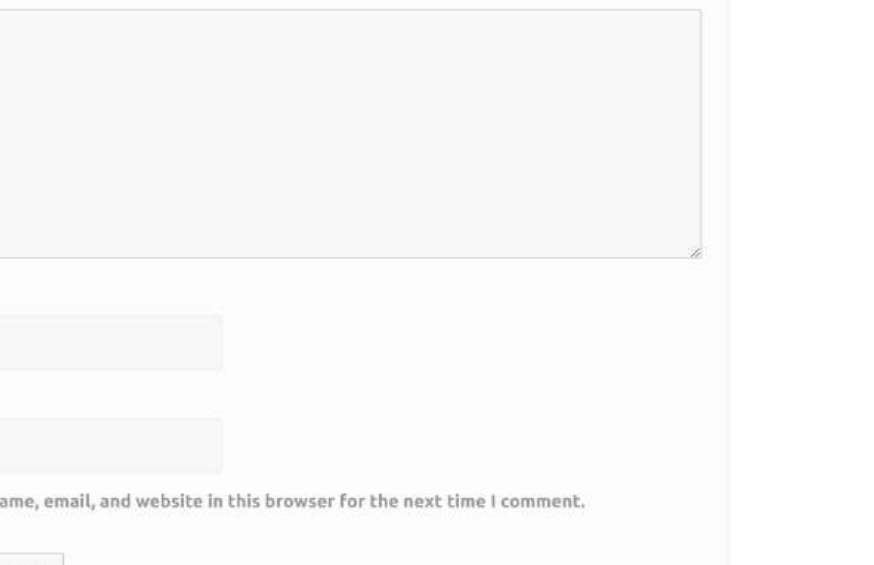 ame, email, and website in this browser for the next time I comment.